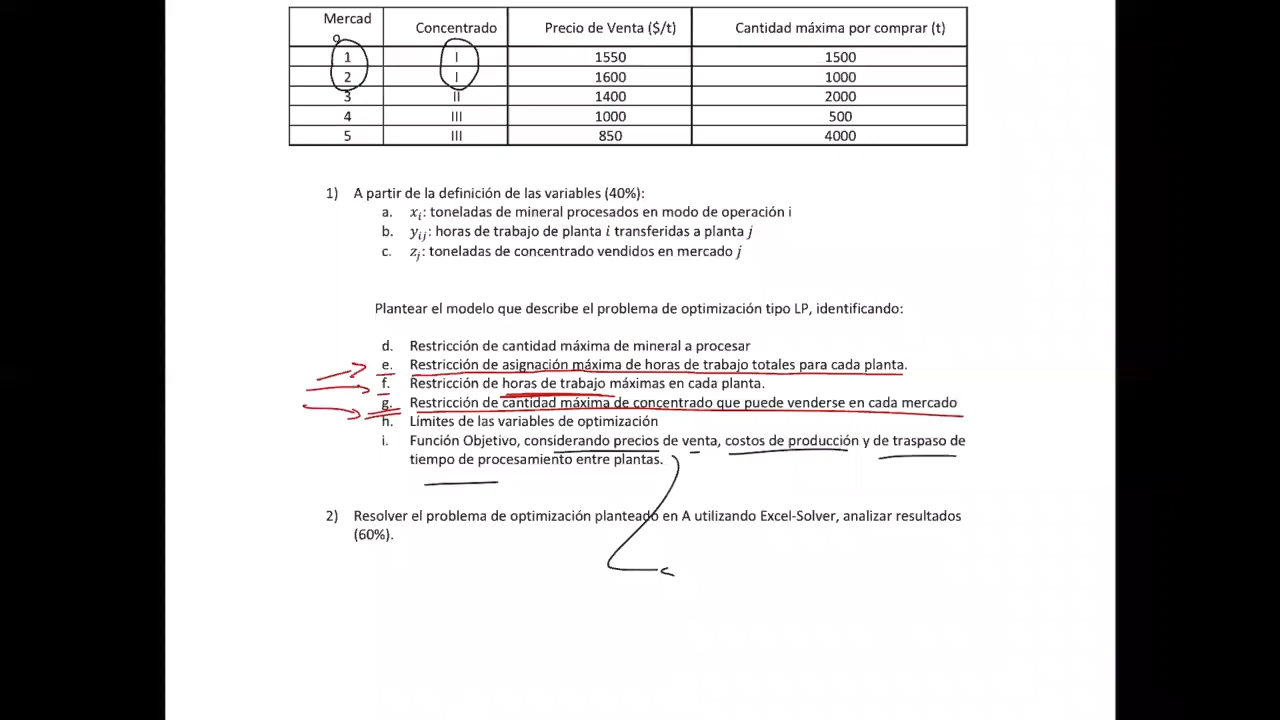 Mercad
o Concentrado Precio de Venta ($/t) Cantidad máxima por comprar (t)
1 I 1550 1500
2 I 1600 1000
3 II 1400 2000
4 III 1000 500
5 III 850 4000
1) A partir de la definición de las variables (40%):
a. xᵢ: toneladas de mineral procesados en modo de operación i
b. yᵢⱼ: horas de trabajo de planta i transferidas a planta j
c. zⱼ: toneladas de concentrado vendidos en mercado j
Plantear el modelo que describe el problema de optimización tipo LP, identificando:
d. Restricción de cantidad máxima de mineral a procesar
e. Restricción de asignación máxima de horas de trabajo totales para cada planta.
f. Restricción de horas de trabajo máximas en cada planta.
g. Restricción de cantidad máxima de concentrado que puede venderse en cada mercado
h. Límites de las variables de optimización
i. Función Objetivo, considerando precios de venta, costos de producción y de traspaso de
tiempo de procesamiento entre plantas.
2) Resolver el problema de optimización planteado en A utilizando Excel-Solver, analizar resultados
(60%).